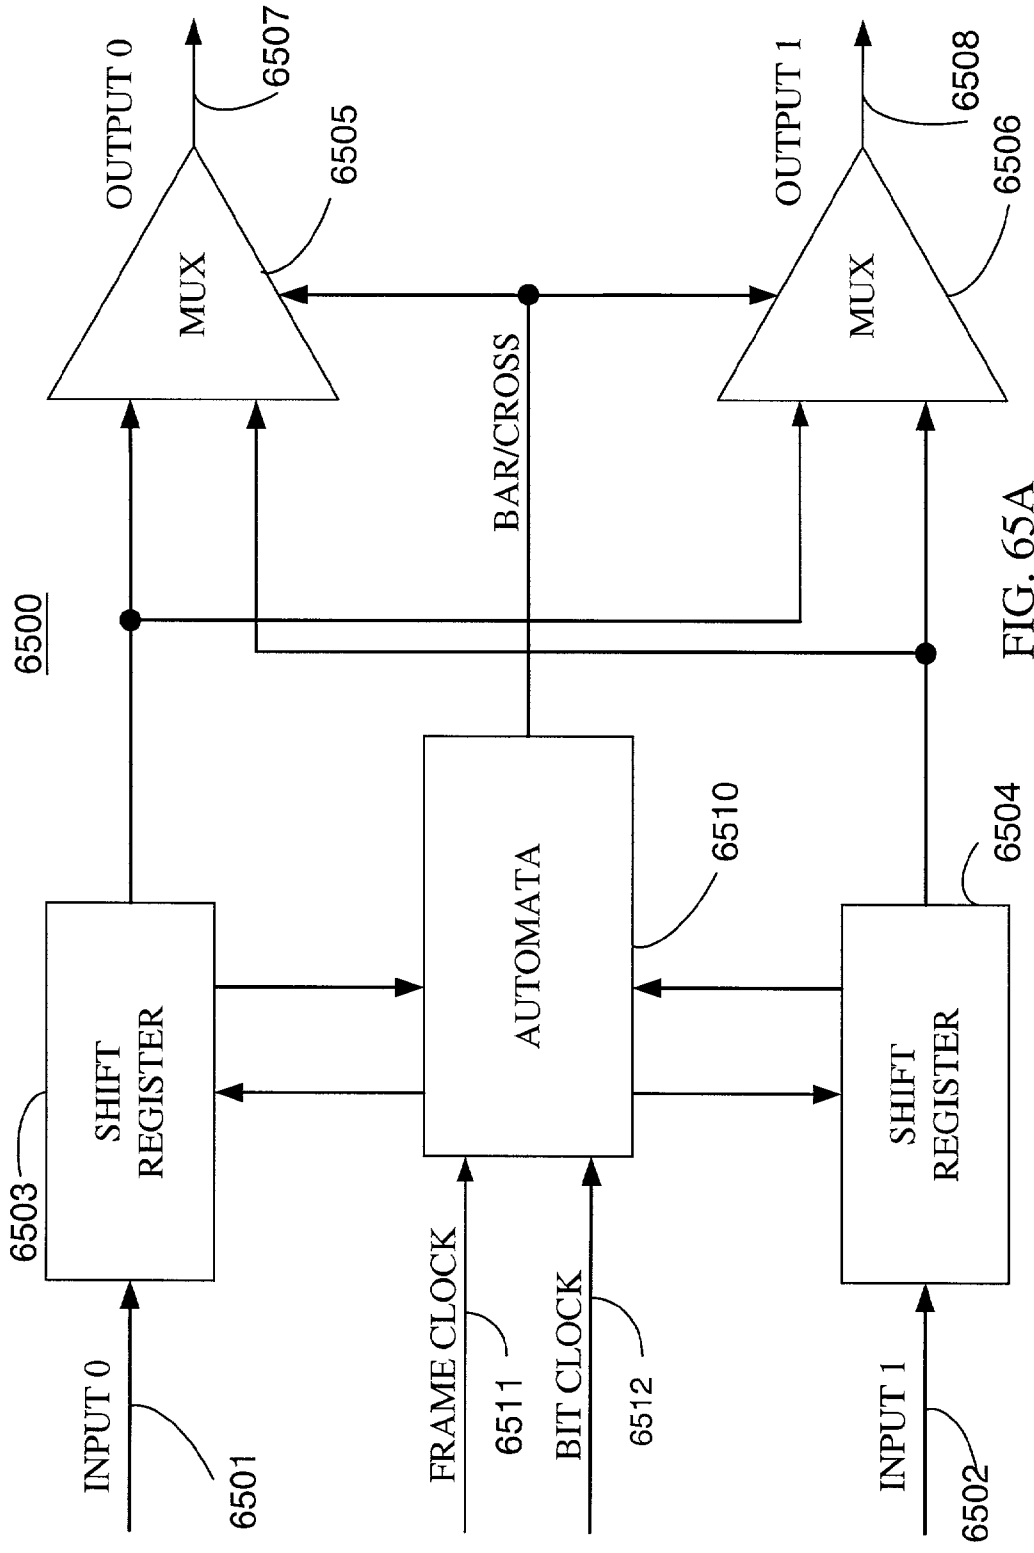 6500
INPUT 0
6501
6503
SHIFT
REGISTER
OUTPUT 0
6507
MUX
6505
FRAME CLOCK
6511
BIT CLOCK
6512
AUTOMATA
6510
BAR/CROSS
INPUT 1
6502
SHIFT
REGISTER
6504
OUTPUT 1
6508
MUX
6506
FIG. 65A